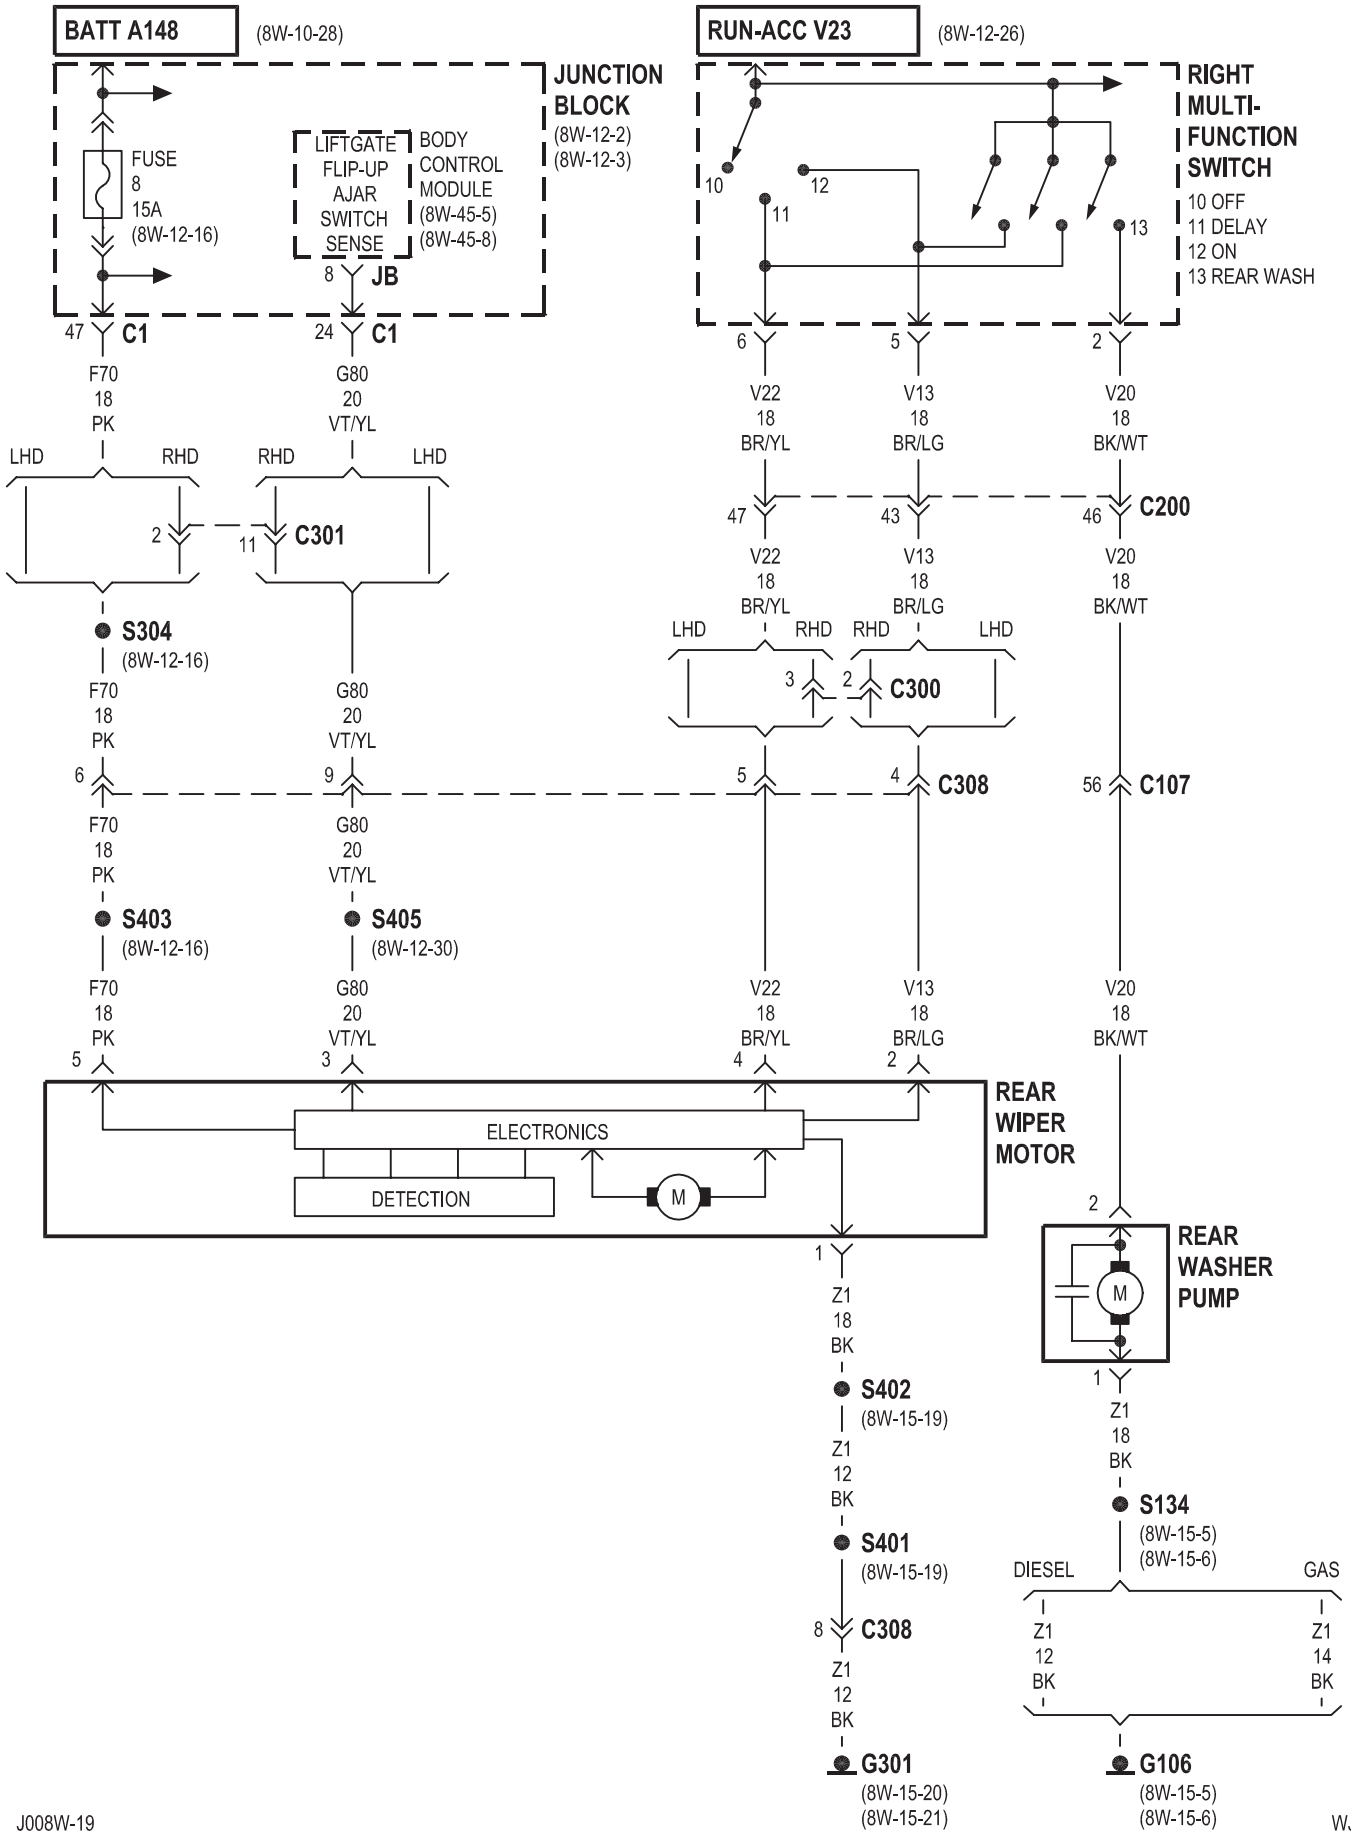 BATT A148
(8W-10-28)
RUN-ACC V23
(8W-12-26)
JUNCTION
BLOCK
(8W-12-2)
(8W-12-3)
FUSE
8
15A
(8W-12-16)
LIFTGATE
FLIP-UP
AJAR
SWITCH
SENSE
BODY
CONTROL
MODULE
(8W-45-5)
(8W-45-8)
8
JB
RIGHT
MULTI-
FUNCTION
SWITCH
10 OFF
11 DELAY
12 ON
13 REAR WASH
10
12
11
13
47
C1
24
C1
6
5
2
F70
18
PK
G80
20
VT/YL
V22
18
BR/YL
V13
18
BR/LG
V20
18
BK/WT
LHD
RHD
RHD
LHD
2
11
C301
47
43
46
C200
V22
18
BR/YL
V13
18
BR/LG
V20
18
BK/WT
S304
(8W-12-16)
LHD
RHD
RHD
LHD
3
2
C300
F70
18
PK
G80
20
VT/YL
6
9
5
4
C308
56
C107
F70
18
PK
G80
20
VT/YL
S403
(8W-12-16)
S405
(8W-12-30)
F70
18
PK
G80
20
VT/YL
V22
18
BR/YL
V13
18
BR/LG
V20
18
BK/WT
5
3
4
2
REAR
WIPER
MOTOR
ELECTRONICS
DETECTION
M
1
2
REAR
WASHER
PUMP
M
1
Z1
18
BK
S402
(8W-15-19)
Z1
12
BK
S401
(8W-15-19)
8
C308
Z1
12
BK
G301
(8W-15-20)
(8W-15-21)
Z1
18
BK
S134
(8W-15-5)
(8W-15-6)
DIESEL
GAS
Z1
12
BK
Z1
14
BK
G106
(8W-15-5)
(8W-15-6)
J008W-19